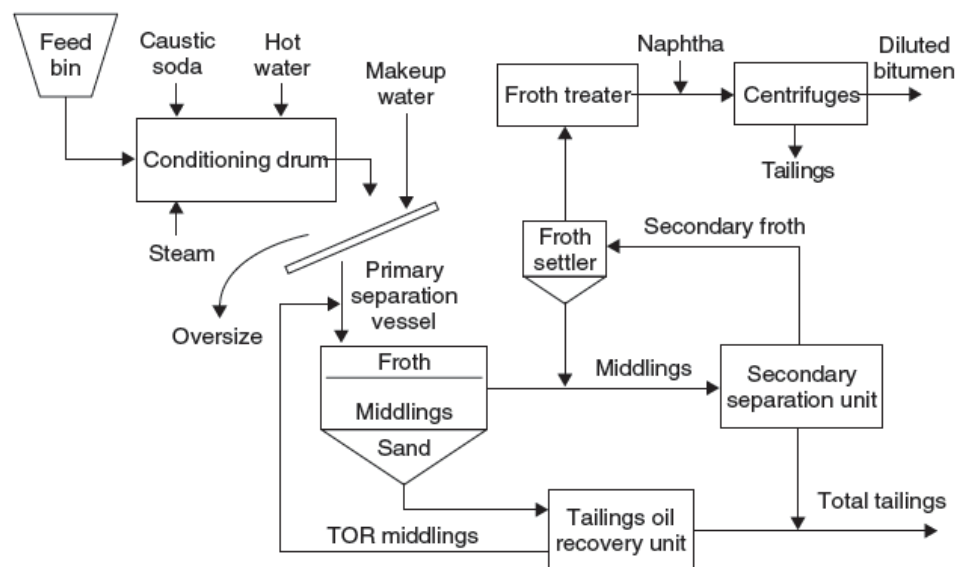 Feed
bin
Caustic
soda
Hot
water
Makeup
water
Conditioning drum
Steam
Oversize
Primary
separation
vessel
Froth
Middlings
Sand
TOR middlings
Tailings oil
recovery unit
Total tailings
Middlings
Secondary
separation unit
Secondary froth
Froth
settler
Froth treater
Naphtha
Centrifuges
Diluted
bitumen
Tailings